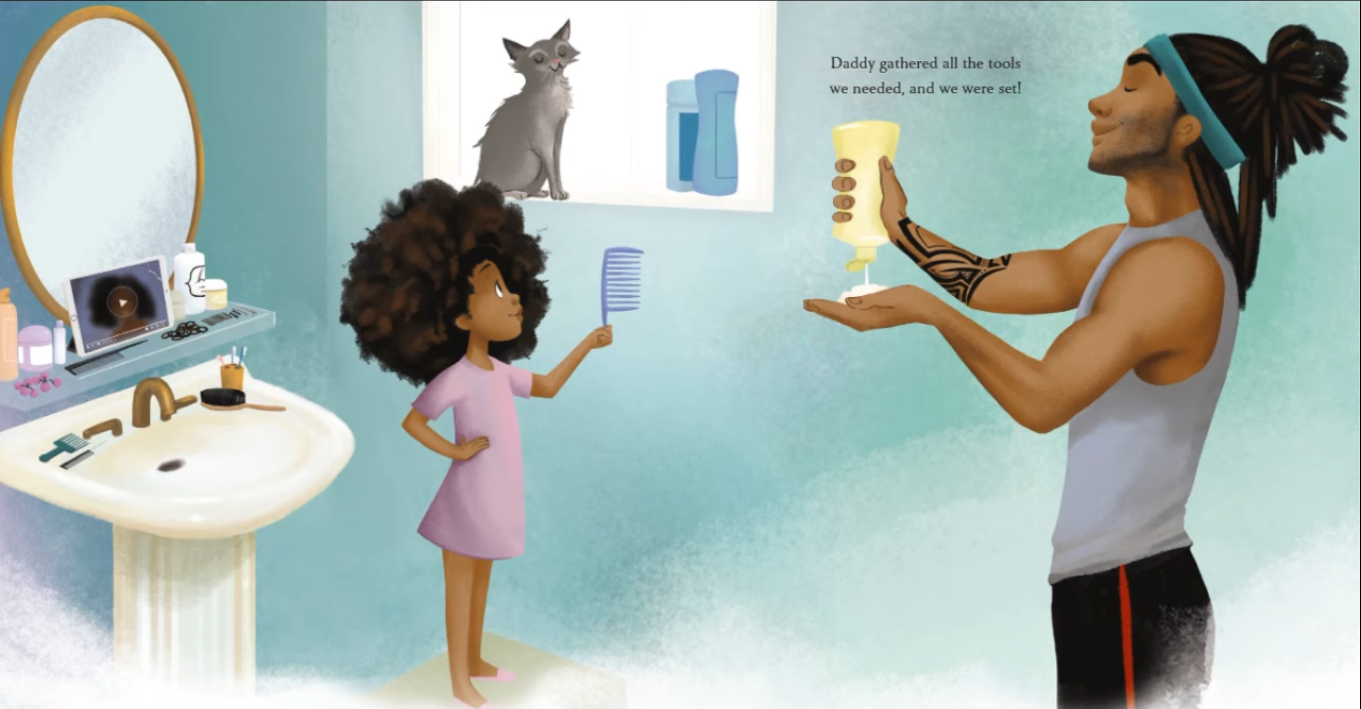 Daddy gathered all the tools
we needed, and we were set!